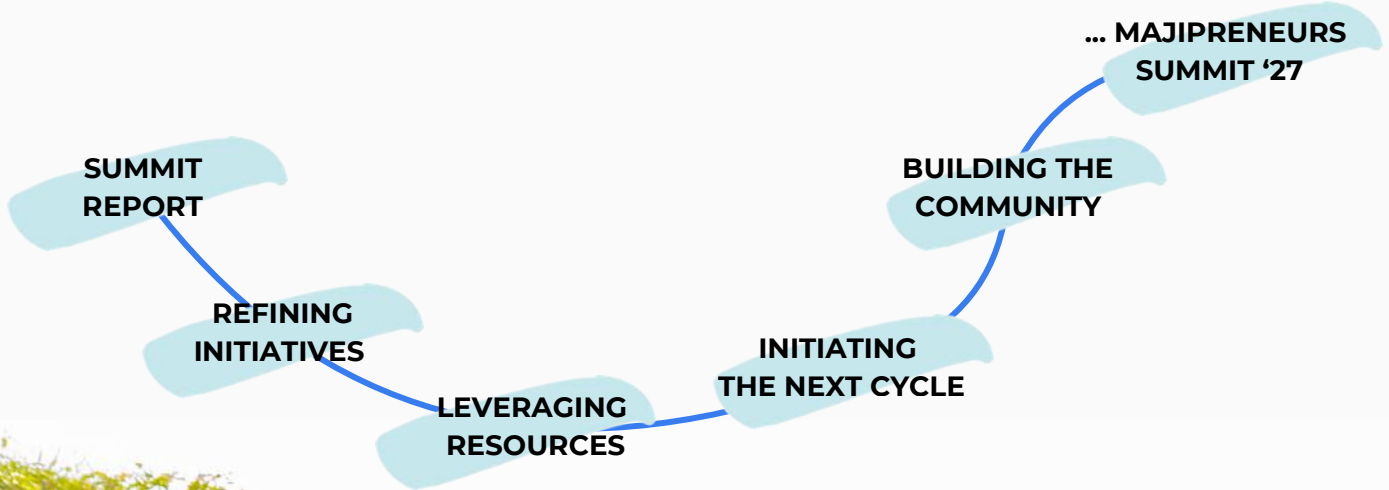 SUMMIT
REPORT
REFINING
INITIATIVES
LEVERAGING
RESOURCES
INITIATING
THE NEXT CYCLE
BUILDING THE
COMMUNITY
... MAJIPRENEURS
SUMMIT ‘27